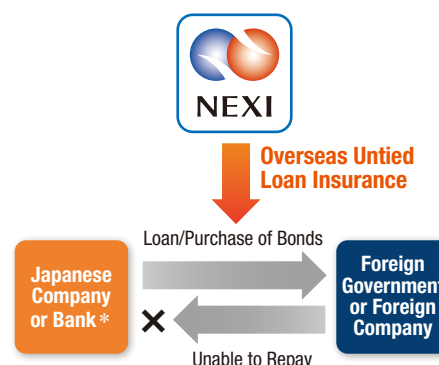 NEXI
Overseas Untied
Loan Insurance
Loan/Purchase of Bonds
Japanese
Company
or Bank*
Foreign
Government
or Foreign
Company
Unable to Repay